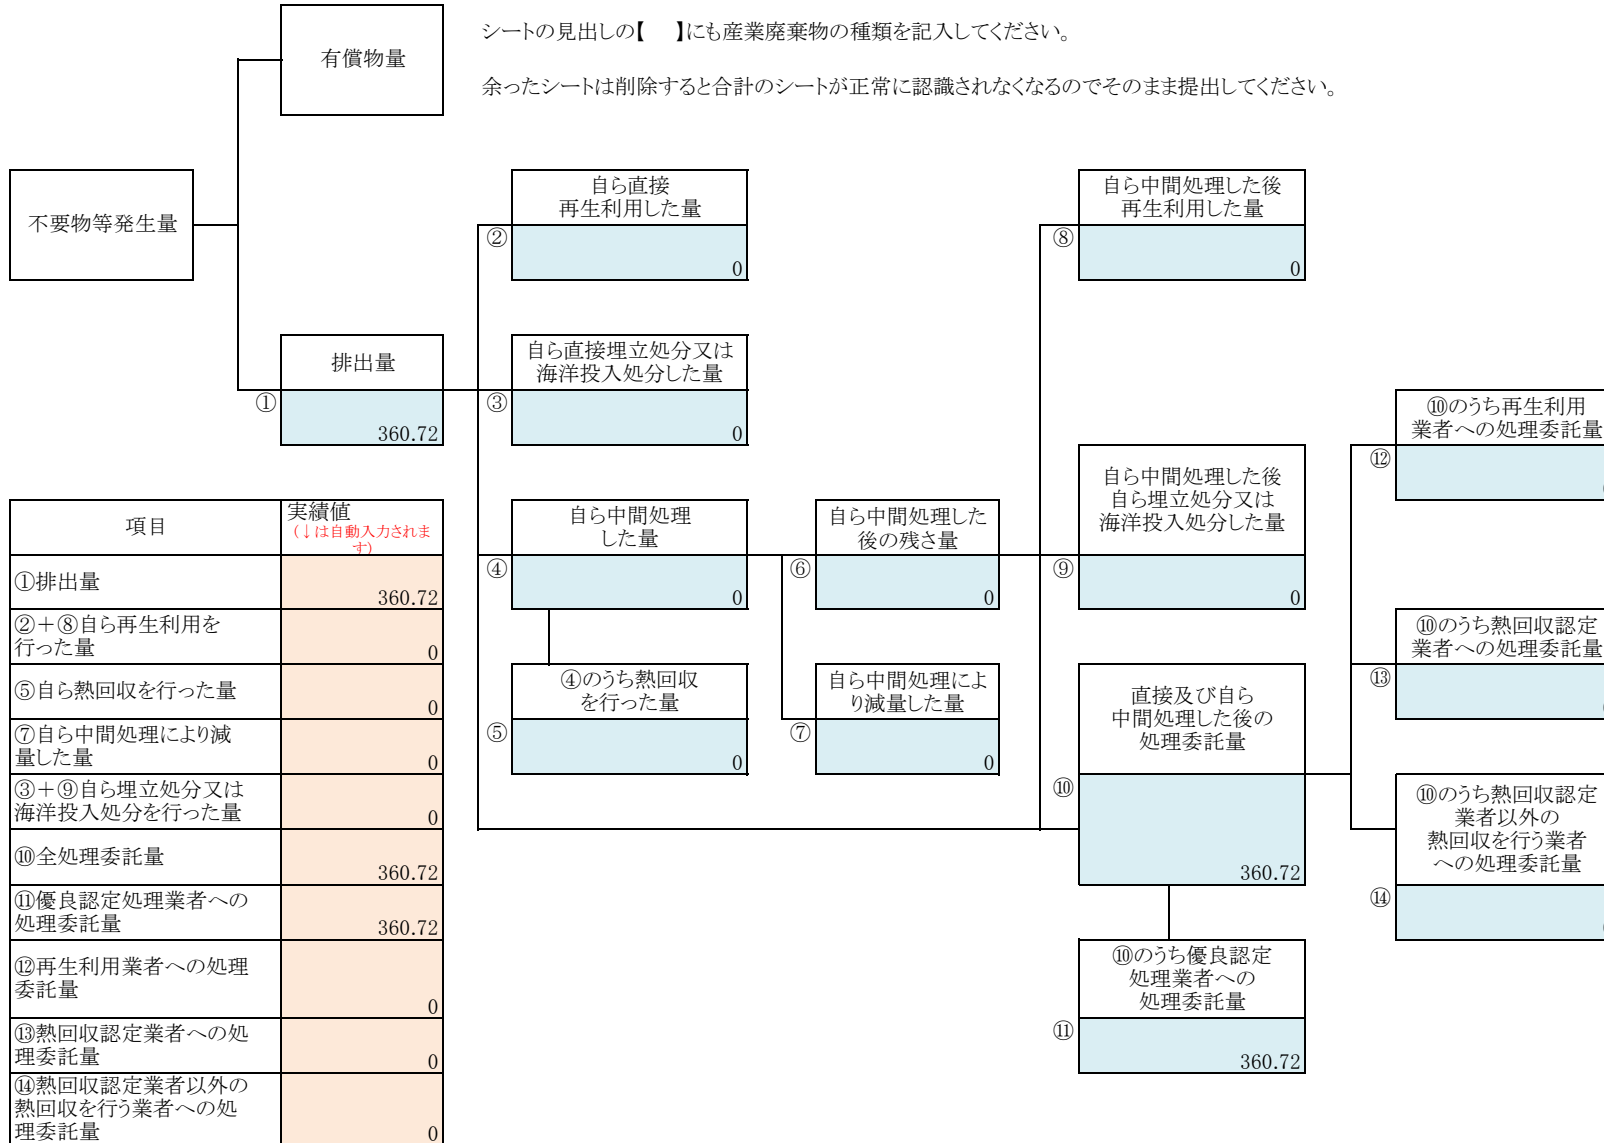 有償物量
シートの見出しの【　】にも産業廃棄物の種類を記入してください。
余ったシートは削除すると合計のシートが正常に認識されなくなるのでそのまま提出してください。
不要物等発生量
自ら直接
再生利用した量
②
0
自ら中間処理した後
再生利用した量
⑧
0
排出量
①
360.72
自ら直接埋立処分又は
海洋投入処分した量
③
0
⑩のうち再生利用
業者への処理委託量
⑫
自ら中間処理
した量
④
0
自ら中間処理した
後の残さ量
⑥
0
自ら中間処理した後
自ら埋立処分又は
海洋投入処分した量
⑨
0
⑩のうち熱回収認定
業者への処理委託量
⑬
④のうち熱回収
を行った量
⑤
0
自ら中間処理によ
り減量した量
⑦
0
直接及び自ら
中間処理した後の
処理委託量
⑩
360.72
⑩のうち熱回収認定
業者以外の
熱回収を行う業者
への処理委託量
⑭
⑩のうち優良認定
処理業者への
処理委託量
⑪
360.72
項目
実績値
(↓は自動入力されま
す)
①排出量
360.72
②＋⑧自ら再生利用を
行った量
0
⑤自ら熱回収を行った量
0
⑦自ら中間処理により減
量した量
0
③＋⑨自ら埋立処分又は
海洋投入処分を行った量
0
⑩全処理委託量
360.72
⑪優良認定処理業者への
処理委託量
360.72
⑫再生利用業者への処理
委託量
0
⑬熱回収認定業者への処
理委託量
0
⑭熱回収認定業者以外の
熱回収を行う業者への処
理委託量
0